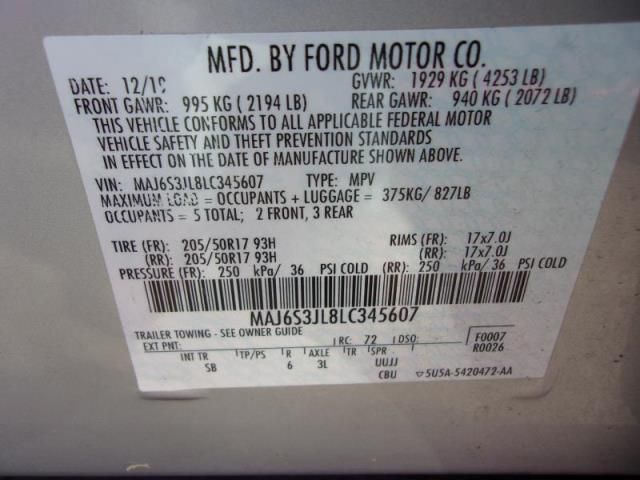 MFD. BY FORD MOTOR CO.
DATE: 12/19 GVWR: 1929 KG ( 4253 LB)
FRONT GAWR: 995 KG ( 2194 LB) REAR GAWR: 940 KG ( 2072 LB)
THIS VEHICLE CONFORMS TO ALL APPLICABLE FEDERAL MOTOR
VEHICLE SAFETY AND THEFT PREVENTION STANDARDS
IN EFFECT ON THE DATE OF MANUFACTURE SHOWN ABOVE.
VIN: MAJ6S3JL8LC345607 TYPE: MPV
MAXIMUM LOAD = OCCUPANTS + LUGGAGE = 375KG/ 827LB
OCCUPANTS = 5 TOTAL; 2 FRONT, 3 REAR
TIRE (FR): 205/50R17 93H RIMS (FR): 17x7.0J
(RR): 205/50R17 93H (RR): 17x7.0J
PRESSURE (FR): 250 kPa/ 36 PSI COLD (RR): 250 kPa/ 36 PSI COLD
MAJ6S3JL8LC345607
TRAILER TOWING - SEE OWNER GUIDE
EXT PNT: RC: 72 DSO: F0007
R0026
INT TR TP/PS R AXLE TR SPR
SB 6 3L UUJJ
CBU 5U5A-5420472-AA